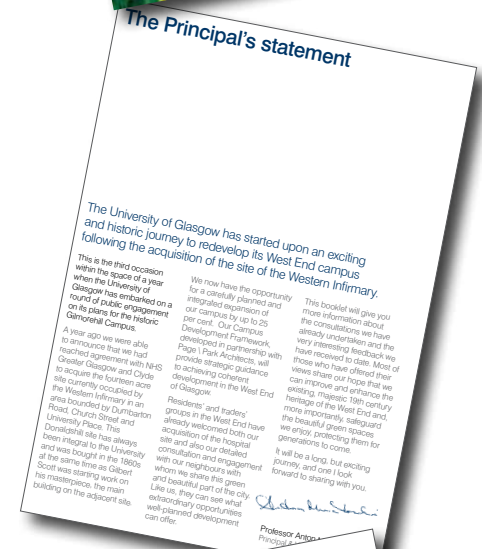 The Principal's statement
The University of Glasgow has started upon an exciting
and historic journey to redevelop its West End campus
following the acquisition of the site of the Western Infirmary.
This is the third occasion
within the space of a year
when the University of
Glasgow has embarked on a
round of public engagement
on its plans for the historic
Gilmorehill Campus.
A year ago we were able
to announce that we had
reached agreement with NHS
Greater Glasgow and Clyde
to acquire the fourteen acre
site currently occupied by
the Western Infirmary in an
area bounded by Dumbarton
Road, Church Street and
University Place. This
Donaldshill site has always
been integral to the University
and was bought in the 1860s
at the same time as Gilbert
Scott was starting work on
his masterpiece, the main
building on the adjacent site.
We now have the opportunity
for a carefully planned and
integrated expansion of
our campus by up to 25
per cent. Our Campus
Development Framework,
developed in partnership with
Page \ Park Architects, will
provide strategic guidance
to achieving coherent
development in the West End
of Glasgow.
Residents' and traders'
groups in the West End have
already welcomed both our
acquisition of the hospital
site and also our detailed
consultation and engagement
with our neighbours with
whom we share this green
and beautiful part of the city.
Like us, they can see what
extraordinary opportunities
well-planned development
can offer.
This booklet will give you
more information about
the consultations we have
already undertaken and the
very interesting feedback we
have received to date. Most of
those who have offered their
views share our hope that we
can improve and enhance the
existing, majestic 19th century
heritage of the West End and,
more importantly, safeguard
the beautiful green spaces
we enjoy, protecting them for
generations to come.
It will be a long, but exciting
journey, and one I look
forward to sharing with you.
Professor Anton
Principal